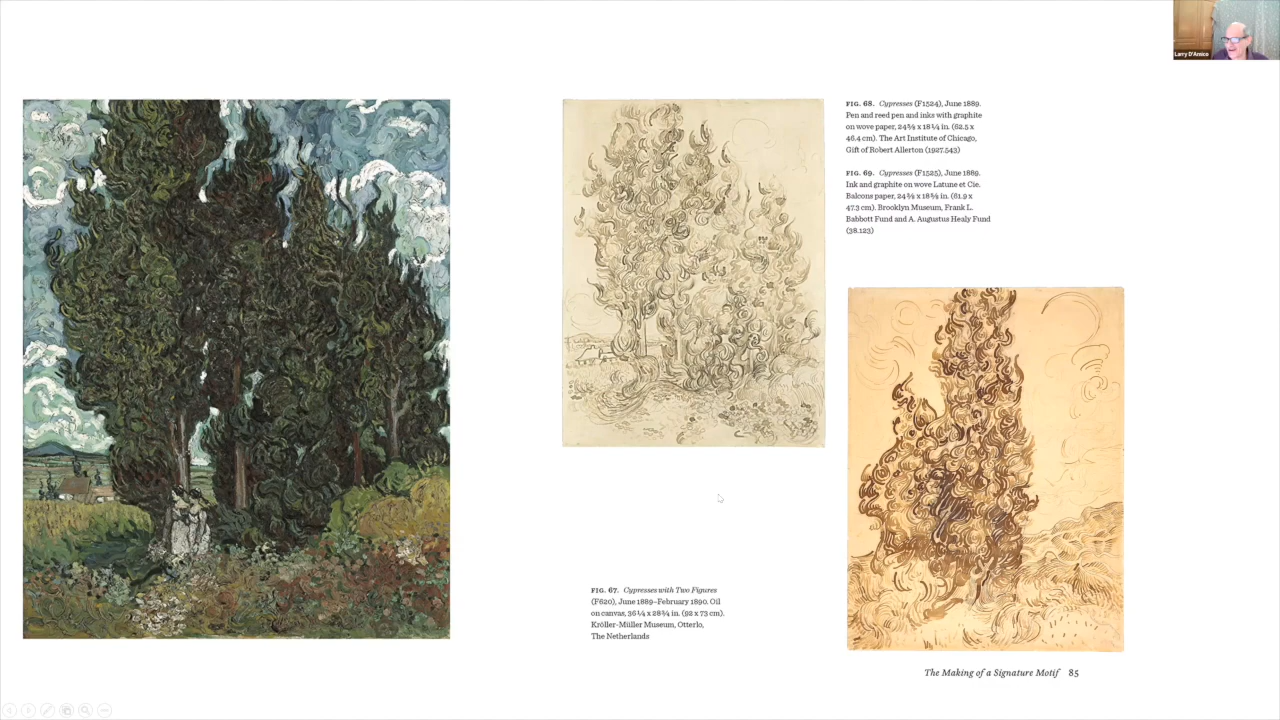 Larry D'Amico
FIG. 68. Cypresses (F1524), June 1889.
Pen and reed pen and inks with graphite
on wove paper, 24⅝ x 18¼ in. (62.5 x
46.4 cm). The Art Institute of Chicago,
Gift of Robert Allerton (1927.543)
FIG. 69. Cypresses (F1525), June 1889.
Ink and graphite on wove Latune et Cie.
Balcons paper, 24⅜ x 18⅝ in. (61.9 x
47.3 cm). Brooklyn Museum, Frank L.
Babbott Fund and A. Augustus Healy Fund
(38.123)
FIG. 67. Cypresses with Two Figures
(F620), June 1889–February 1890. Oil
on canvas, 36¼ x 28¾ in. (92 x 73 cm).
Kröller-Müller Museum, Otterlo,
The Netherlands
The Making of a Signature Motif 85